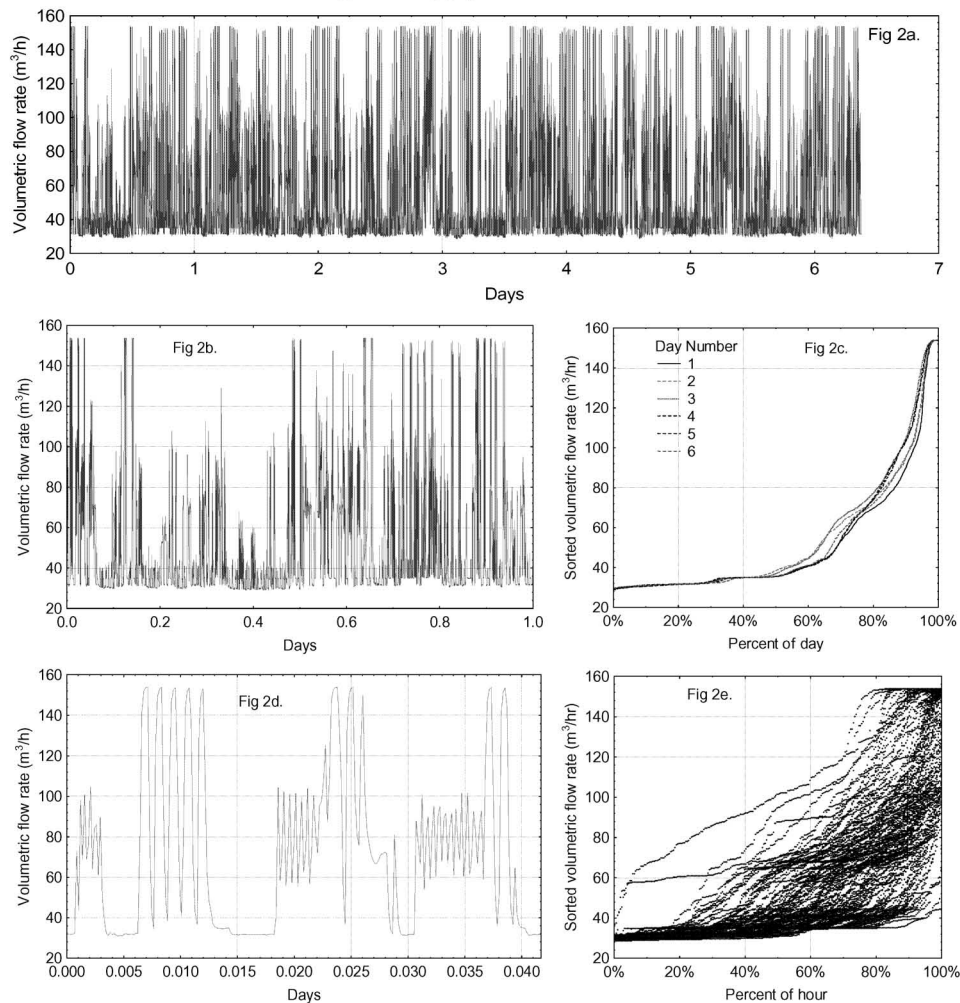 Fig 2a.
Volumetric flow rate (m³/h)
160
140
120
100
80
60
40
20
0 1 2 3 4 5 6 7
Days
Fig 2b.
Volumetric flow rate (m³/h)
160
140
120
100
80
60
40
20
0.0 0.2 0.4 0.6 0.8 1.0
Days
Fig 2c.
Day Number
1
2
3
4
5
6
Sorted volumetric flow rate (m³/hr)
160
140
120
100
80
60
40
20
0% 20% 40% 60% 80% 100%
Percent of day
Fig 2d.
Volumetric flow rate (m³/h)
160
140
120
100
80
60
40
20
0.000 0.005 0.010 0.015 0.020 0.025 0.030 0.035 0.040
Days
Fig 2e.
Sorted volumetric flow rate (m³/hr)
160
140
120
100
80
60
40
20
0% 20% 40% 60% 80% 100%
Percent of hour